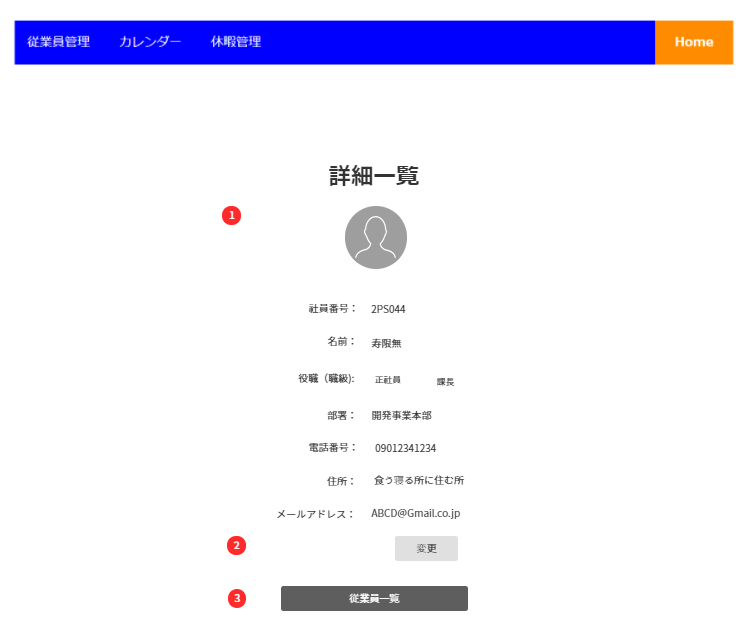 従業員管理 カレンダー 休暇管理 Home
詳細一覧
1
社員番号： 2PS044
名前： 寿限無
役職（職級): 正社員 課長
部署： 開発事業本部
電話番号： 09012341234
住所： 食う寝る所に住む所
メールアドレス： ABCD@Gmail.co.jp
2 変更
3 従業員一覧